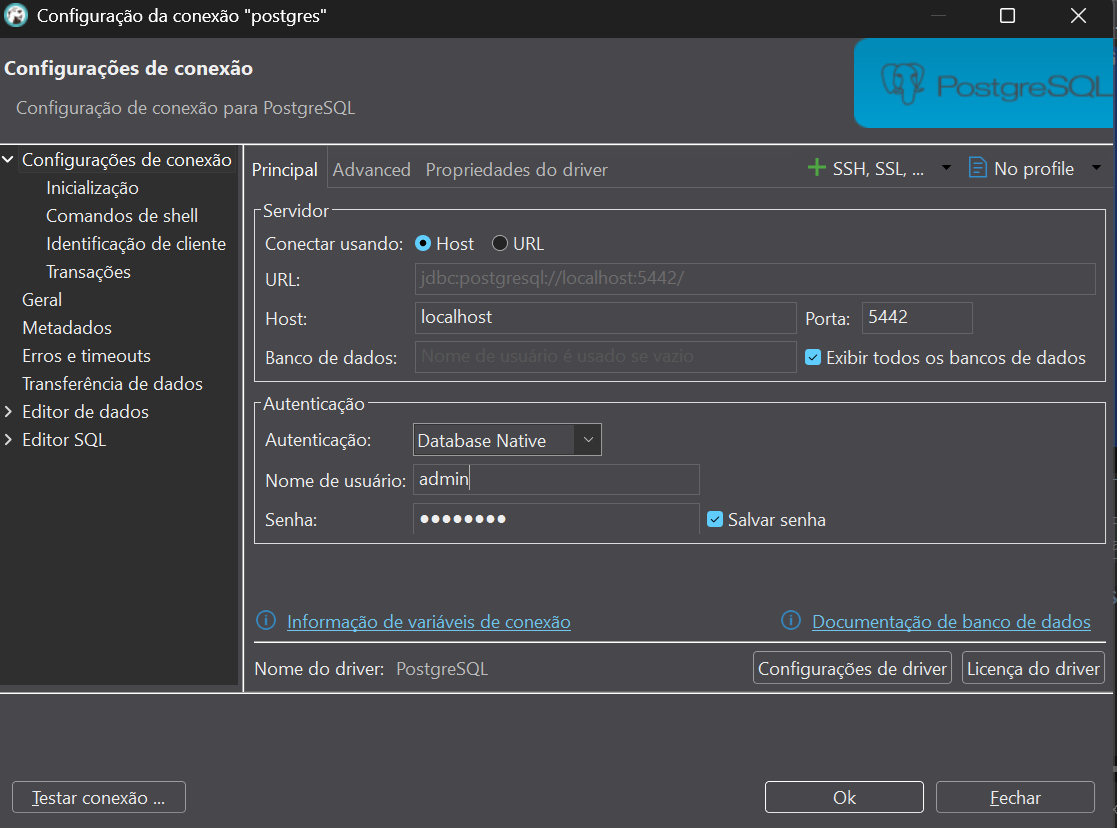 Configuração da conexão "postgres"
Configurações de conexão
Configuração de conexão para PostgreSQL
PostgreSQL
Configurações de conexão
Inicialização
Comandos de shell
Identificação de cliente
Transações
Geral
Metadados
Erros e timeouts
Transferência de dados
Editor de dados
Editor SQL
Principal Advanced Propriedades do driver SSH, SSL, ... No profile
Servidor
Conectar usando: Host URL
URL: jdbc:postgresql://localhost:5442/
Host: localhost Porta: 5442
Banco de dados: Nome de usuário é usado se vazio Exibir todos os bancos de dados
Autenticação
Autenticação: Database Native
Nome de usuário: admin
Senha: ●●●●●●●● Salvar senha
Informação de variáveis de conexão Documentação de banco de dados
Nome do driver: PostgreSQL Configurações de driver Licença do driver
Testar conexão ... Ok Fechar